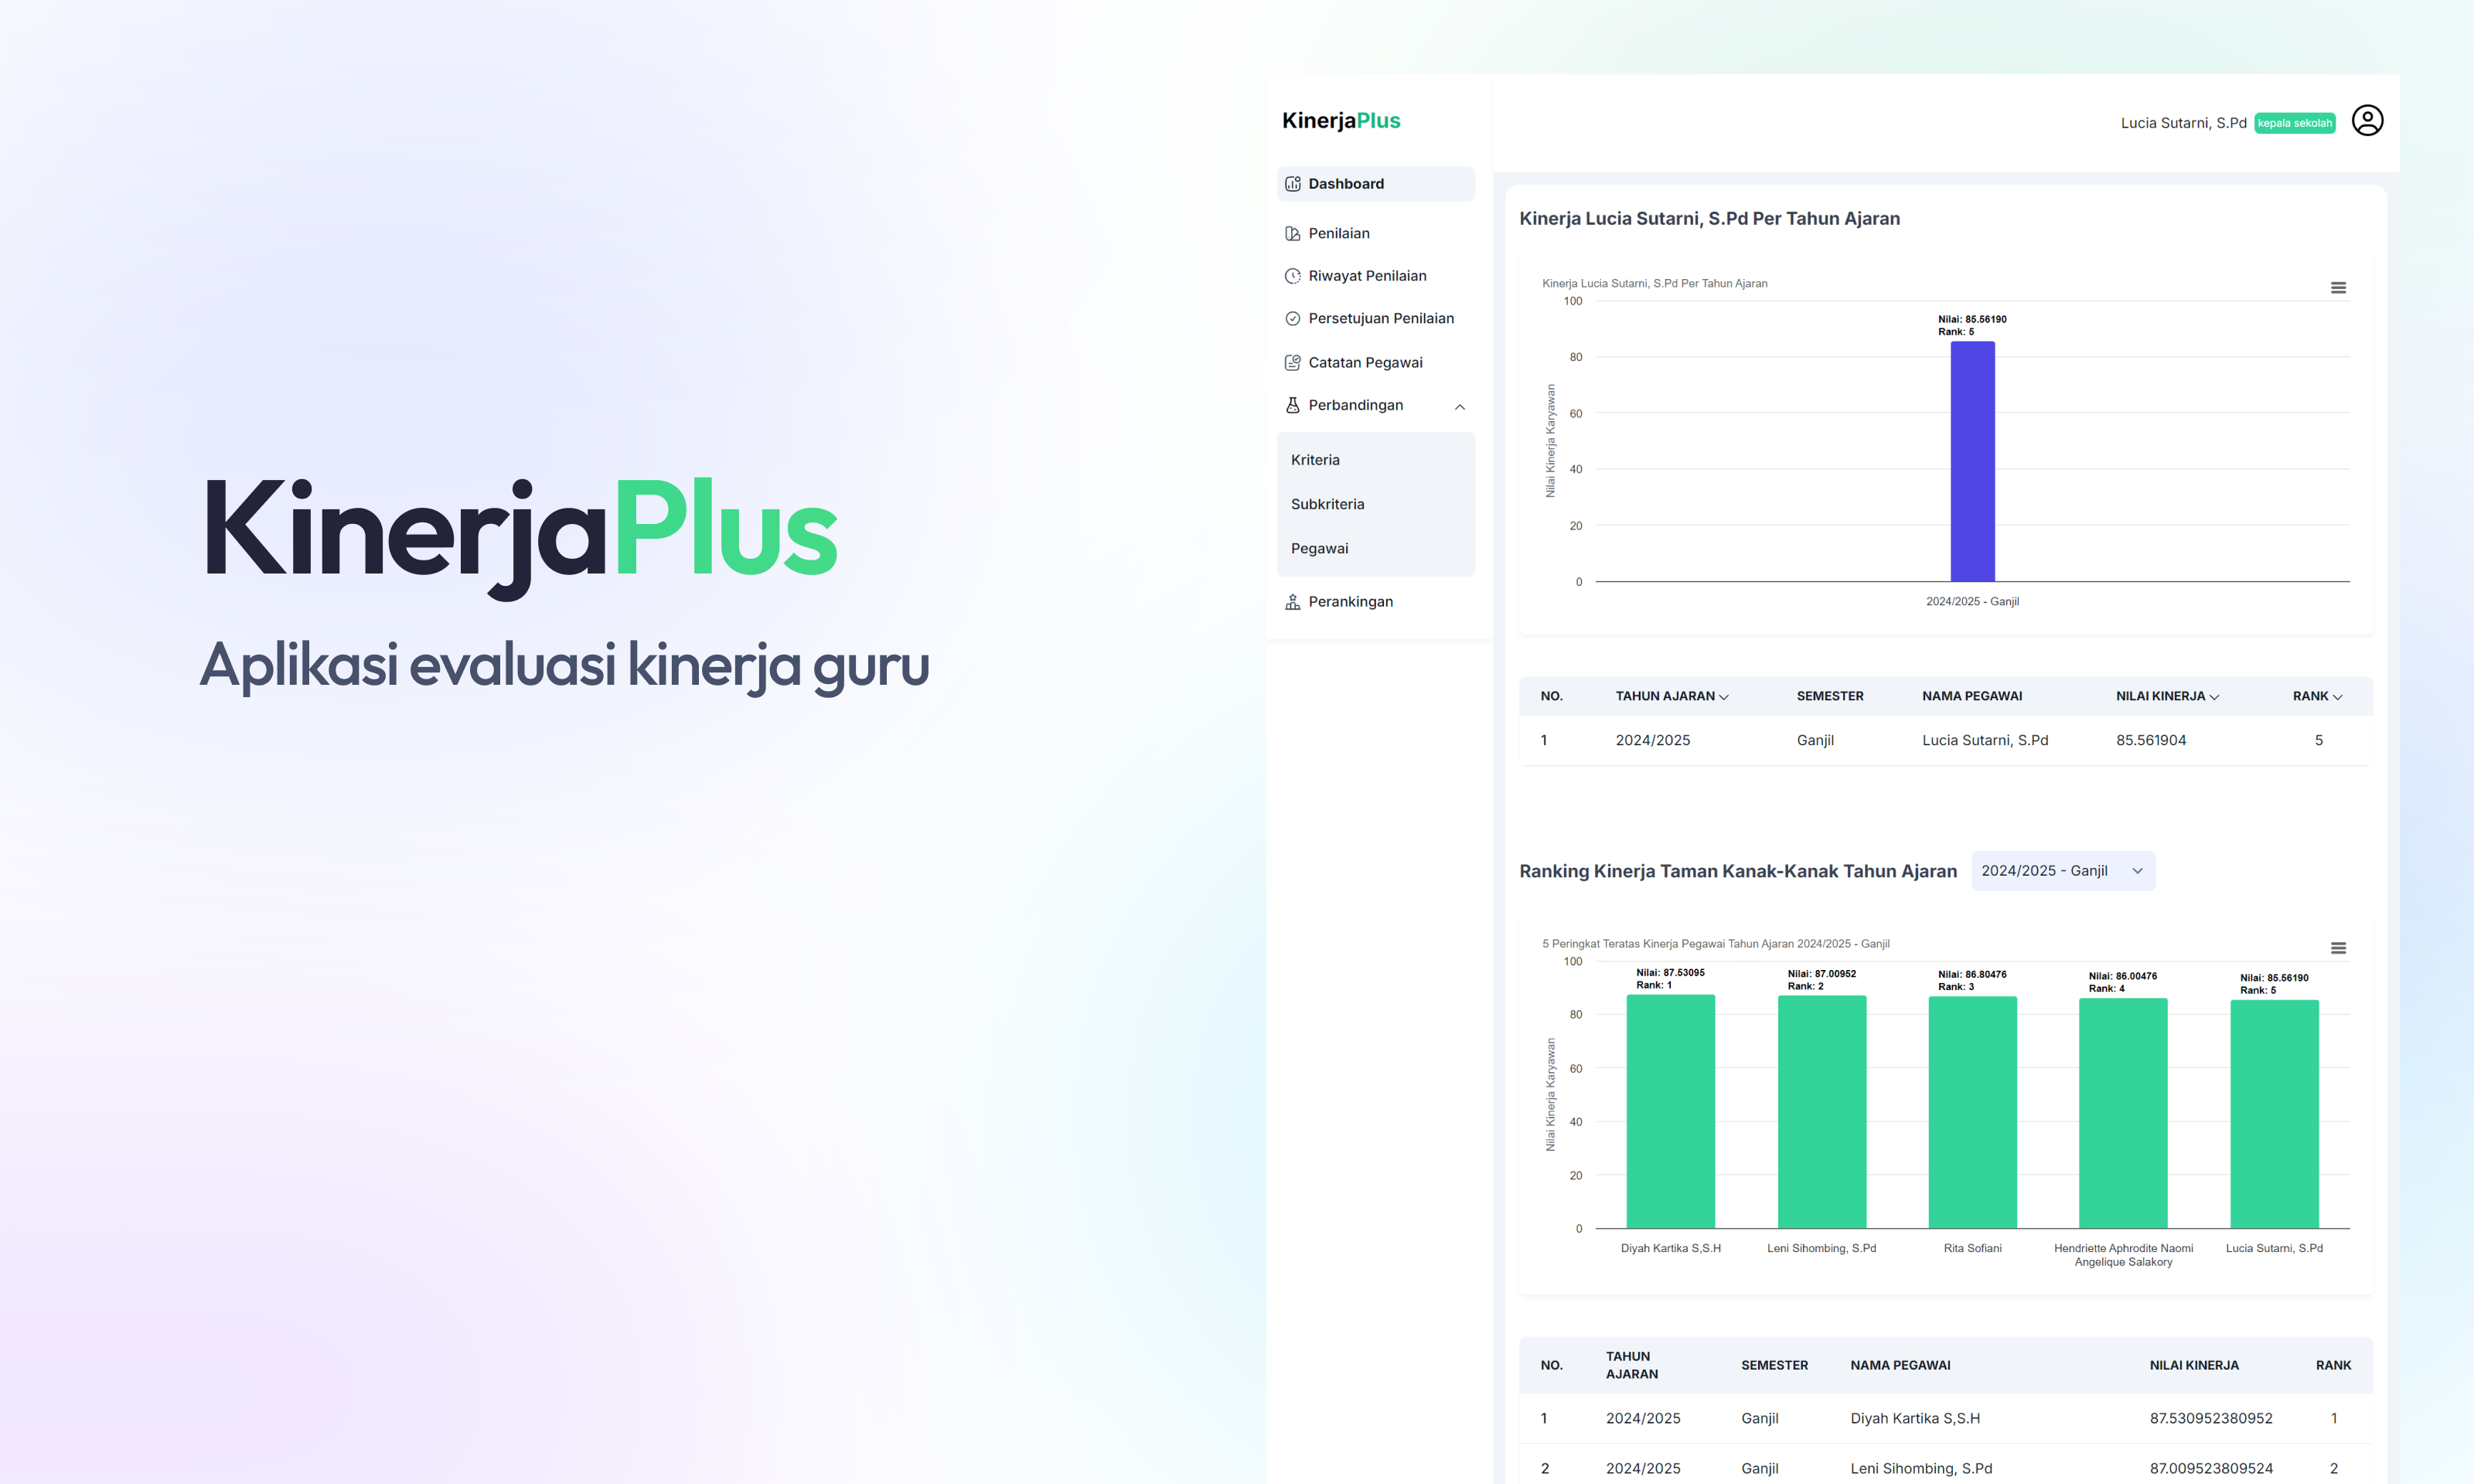 KinerjaPlus
Aplikasi evaluasi kinerja guru
KinerjaPlus
Lucia Sutarni, S.Pd kepala sekolah
Dashboard
Penilaian
Riwayat Penilaian
Persetujuan Penilaian
Catatan Pegawai
Perbandingan
Kriteria
Subkriteria
Pegawai
Perankingan
Kinerja Lucia Sutarni, S.Pd Per Tahun Ajaran
Kinerja Lucia Sutarni, S.Pd Per Tahun Ajaran
Nilai Kinerja Karyawan
100
80
60
40
20
0
Nilai: 85.56190
Rank: 5
2024/2025 - Ganjil
NO. TAHUN AJARAN SEMESTER NAMA PEGAWAI NILAI KINERJA RANK
1 2024/2025 Ganjil Lucia Sutarni, S.Pd 85.561904 5
Ranking Kinerja Taman Kanak-Kanak Tahun Ajaran 2024/2025 - Ganjil
5 Peringkat Teratas Kinerja Pegawai Tahun Ajaran 2024/2025 - Ganjil
Nilai Kinerja Karyawan
100
80
60
40
20
0
Nilai: 87.53095
Rank: 1
Nilai: 87.00952
Rank: 2
Nilai: 86.80476
Rank: 3
Nilai: 86.00476
Rank: 4
Nilai: 85.56190
Rank: 5
Diyah Kartika S,S.H
Leni Sihombing, S.Pd
Rita Sofiani
Hendriette Aphrodite Naomi
Angelique Salakory
Lucia Sutarni, S.Pd
NO. TAHUN
AJARAN SEMESTER NAMA PEGAWAI NILAI KINERJA RANK
1 2024/2025 Ganjil Diyah Kartika S,S.H 87.530952380952 1
2 2024/2025 Ganjil Leni Sihombing, S.Pd 87.009523809524 2